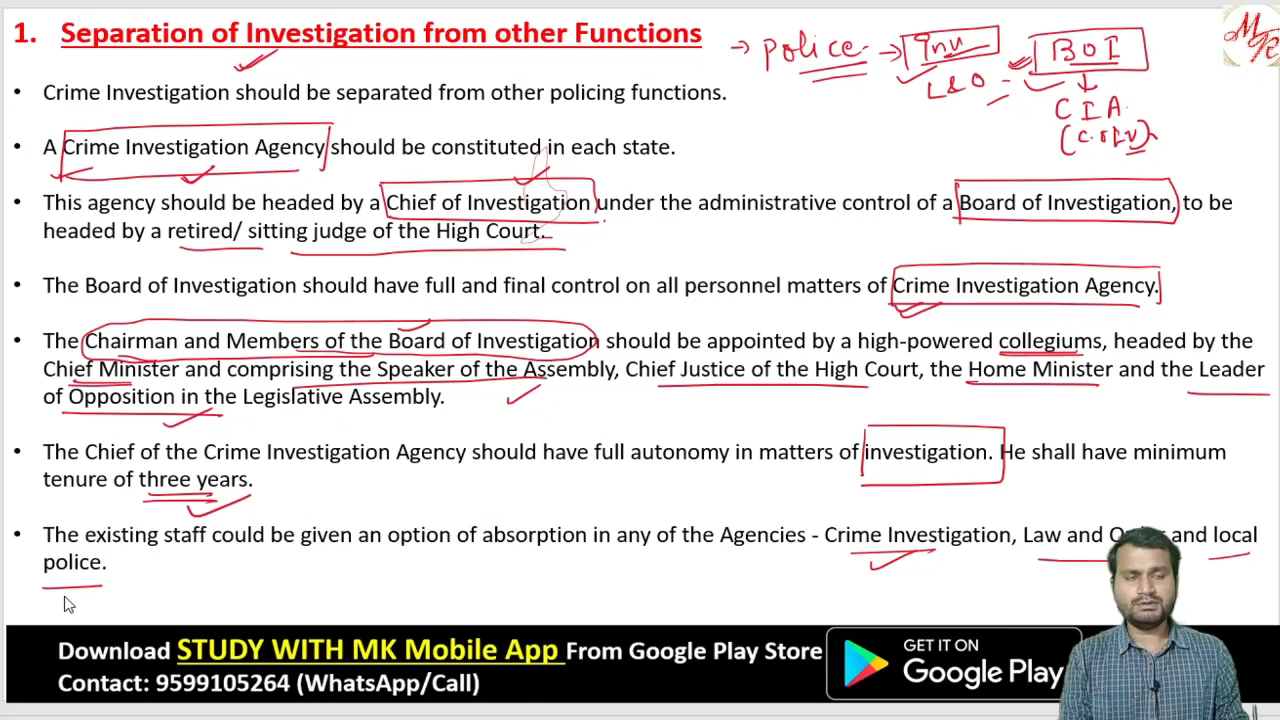 1. Separation of Investigation from other Functions
→ police → Inv BOI
L&O
CIA
(C. of I)
MK
• Crime Investigation should be separated from other policing functions.
• A Crime Investigation Agency should be constituted in each state.
• This agency should be headed by a Chief of Investigation under the administrative control of a Board of Investigation, to be
headed by a retired/ sitting judge of the High Court.
• The Board of Investigation should have full and final control on all personnel matters of Crime Investigation Agency.
• The Chairman and Members of the Board of Investigation should be appointed by a high-powered collegiums, headed by the
Chief Minister and comprising the Speaker of the Assembly, Chief Justice of the High Court, the Home Minister and the Leader
of Opposition in the Legislative Assembly.
• The Chief of the Crime Investigation Agency should have full autonomy in matters of investigation. He shall have minimum
tenure of three years.
• The existing staff could be given an option of absorption in any of the Agencies - Crime Investigation, Law and Order and local
police.
Download STUDY WITH MK Mobile App From Google Play Store
Contact: 9599105264 (WhatsApp/Call)
GET IT ON
Google Play